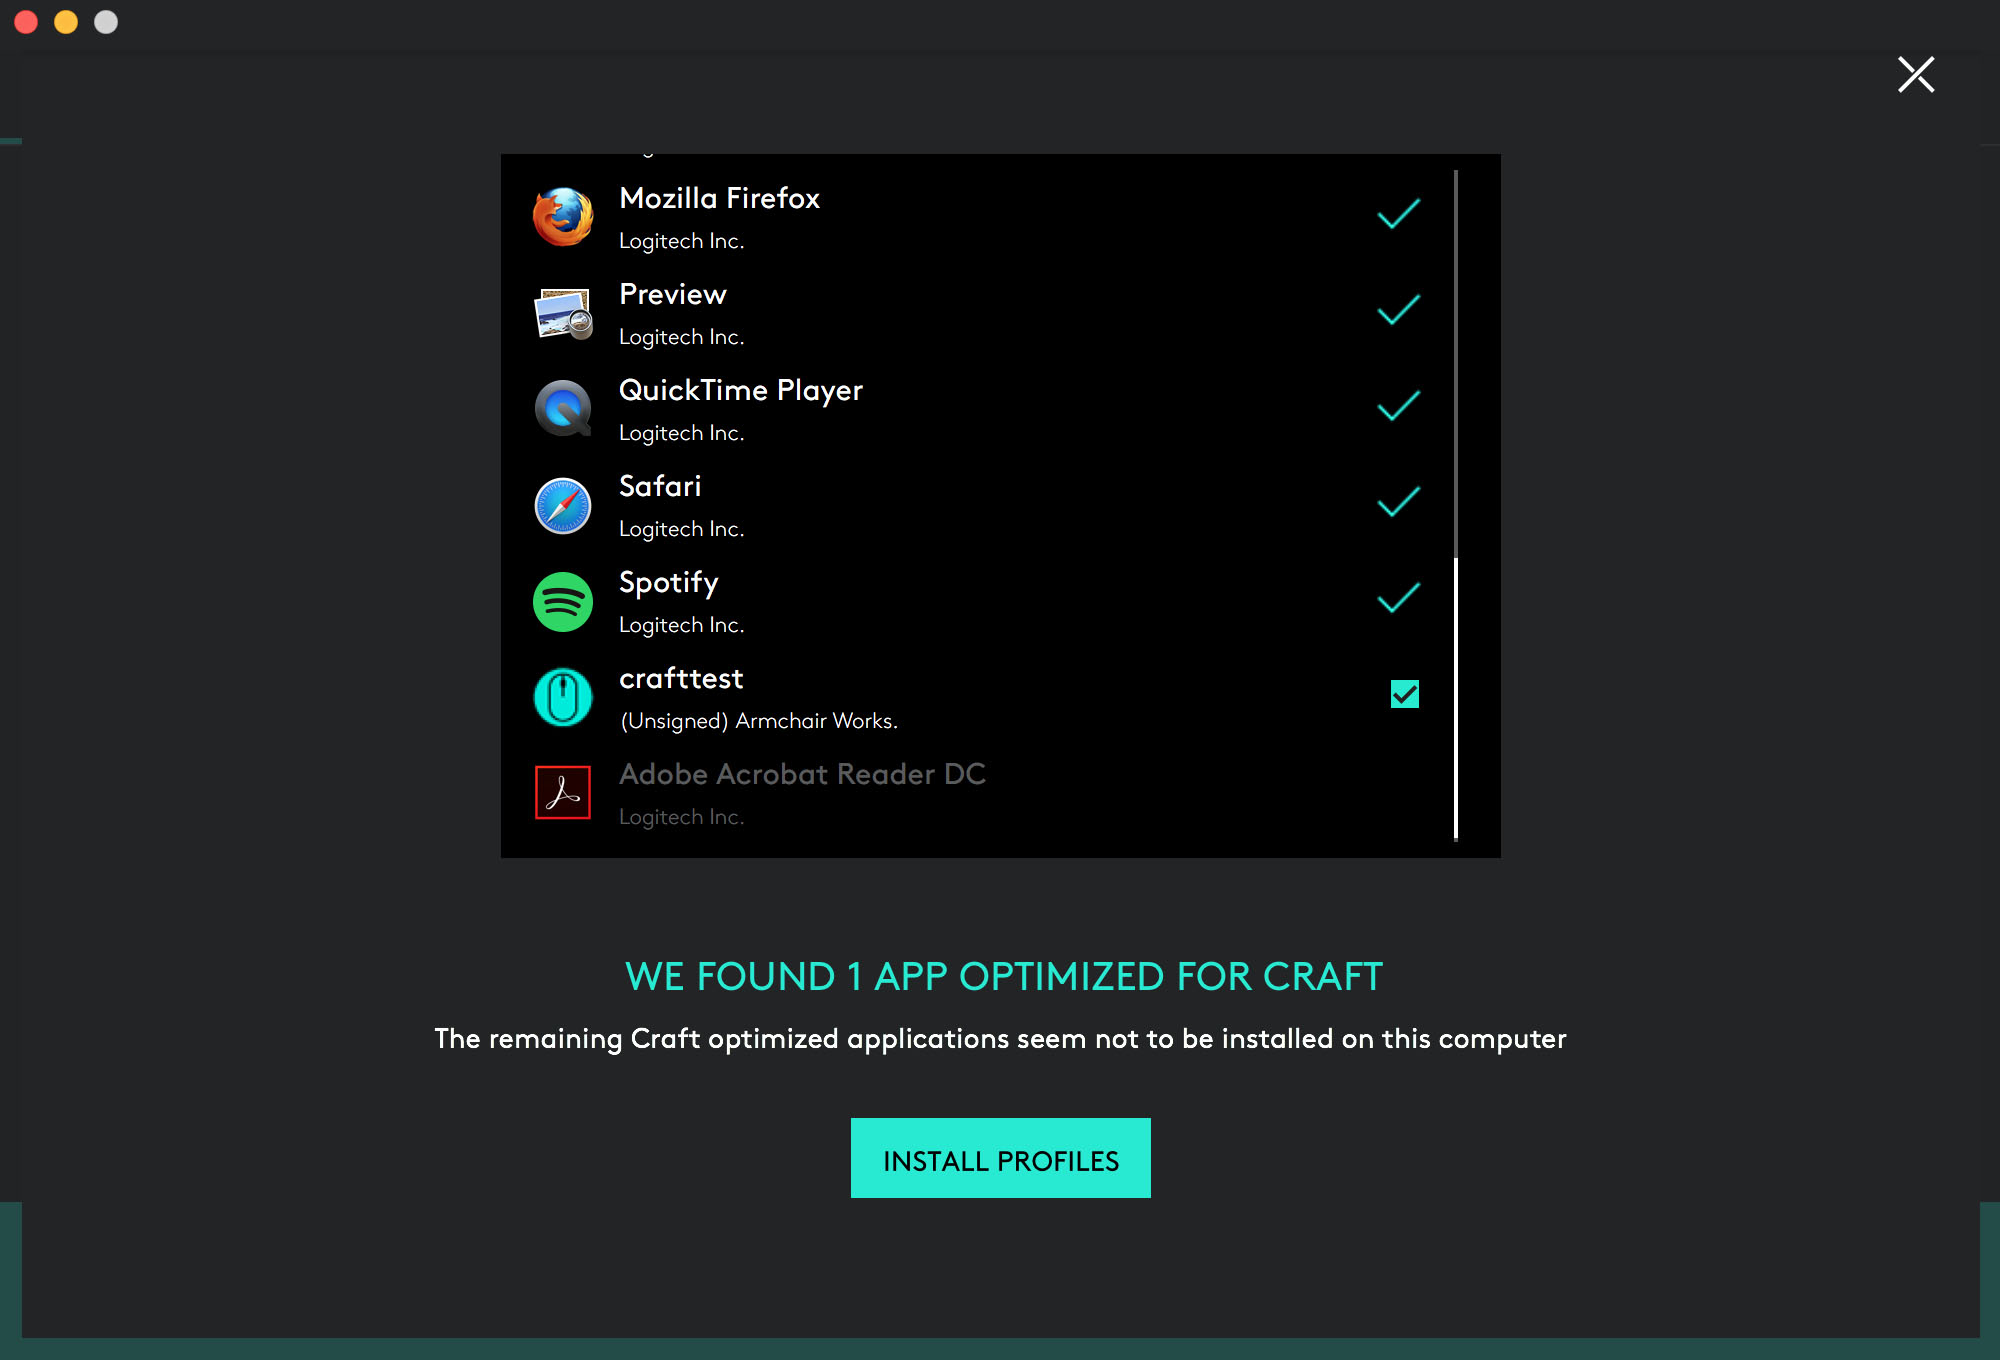 Mozilla Firefox
Logitech Inc.
Preview
Logitech Inc.
QuickTime Player
Logitech Inc.
Safari
Logitech Inc.
Spotify
Logitech Inc.
crafttest
(Unsigned) Armchair Works.
Adobe Acrobat Reader DC
Logitech Inc.
WE FOUND 1 APP OPTIMIZED FOR CRAFT
The remaining Craft optimized applications seem not to be installed on this computer
INSTALL PROFILES